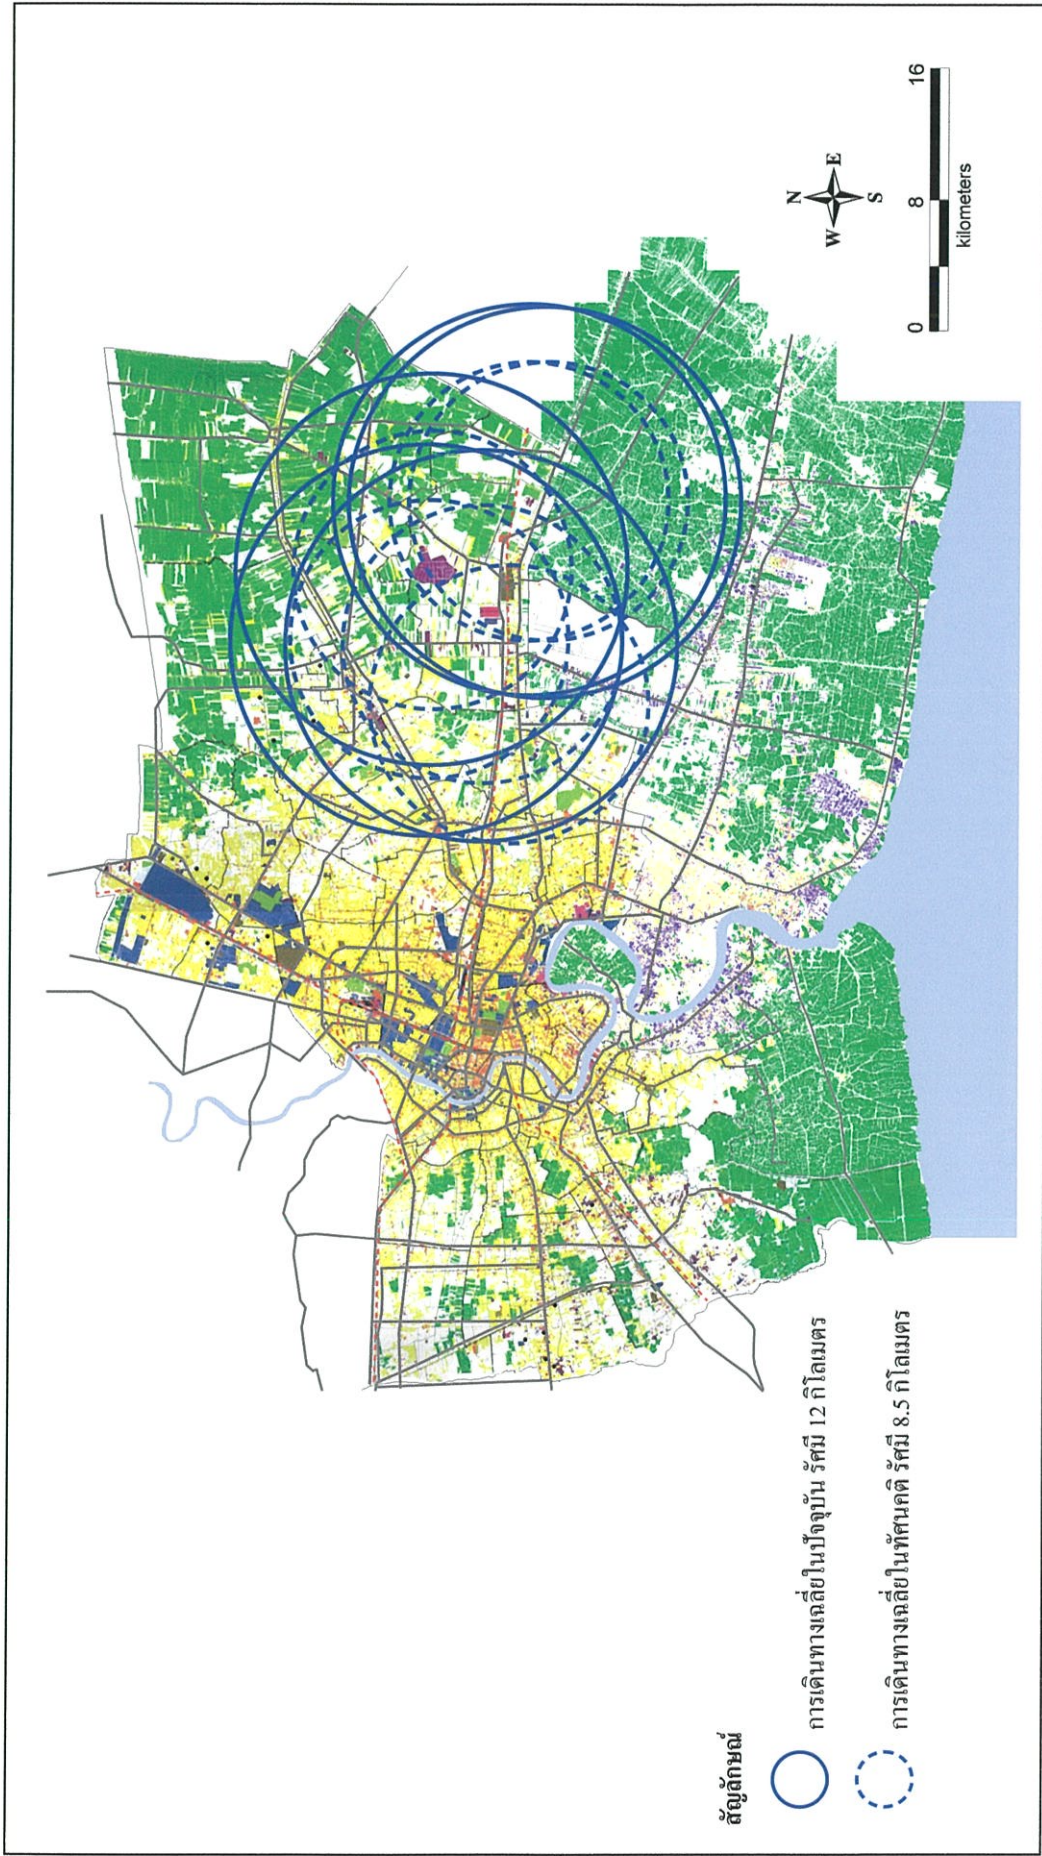 สัญลักษณ์
การเดินทางเฉลี่ยในปัจจุบัน รัศมี 12 กิโลเมตร
การเดินทางเฉลี่ยในทัศนคติ รัศมี 8.5 กิโลเมตร
N
W E
S
0 8 16
kilometers